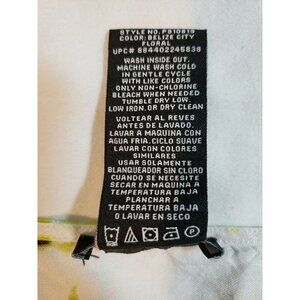 STYLE NO. P810819
COLOR: BELIZE CITY
FLORAL
UPC# 884402245839
WASH INSIDE OUT.
MACHINE WASH COLD
IN GENTLE CYCLE
WITH LIKE COLORS
ONLY NON-CHLORINE
BLEACH WHEN NEEDED
TUMBLE DRY LOW.
LOW IRON. OR DRY CLEAN
VOLTEAR AL REVES
ANTES DE LAVADO.
LAVAR A MAQUINA CON
AGUA FRIA. CICLO SUAVE
LAVAR CON COLORES
SIMILARES
USAR SOLAMENTE
BLANQUEADOR SIN CLORO
CUANDO SE NECESITE
SECAR EN MAQUINA A
TEMPERATURA BAJA
PLANCHAR A
TEMPERATURA BAJA
O LAVAR EN SECO
P